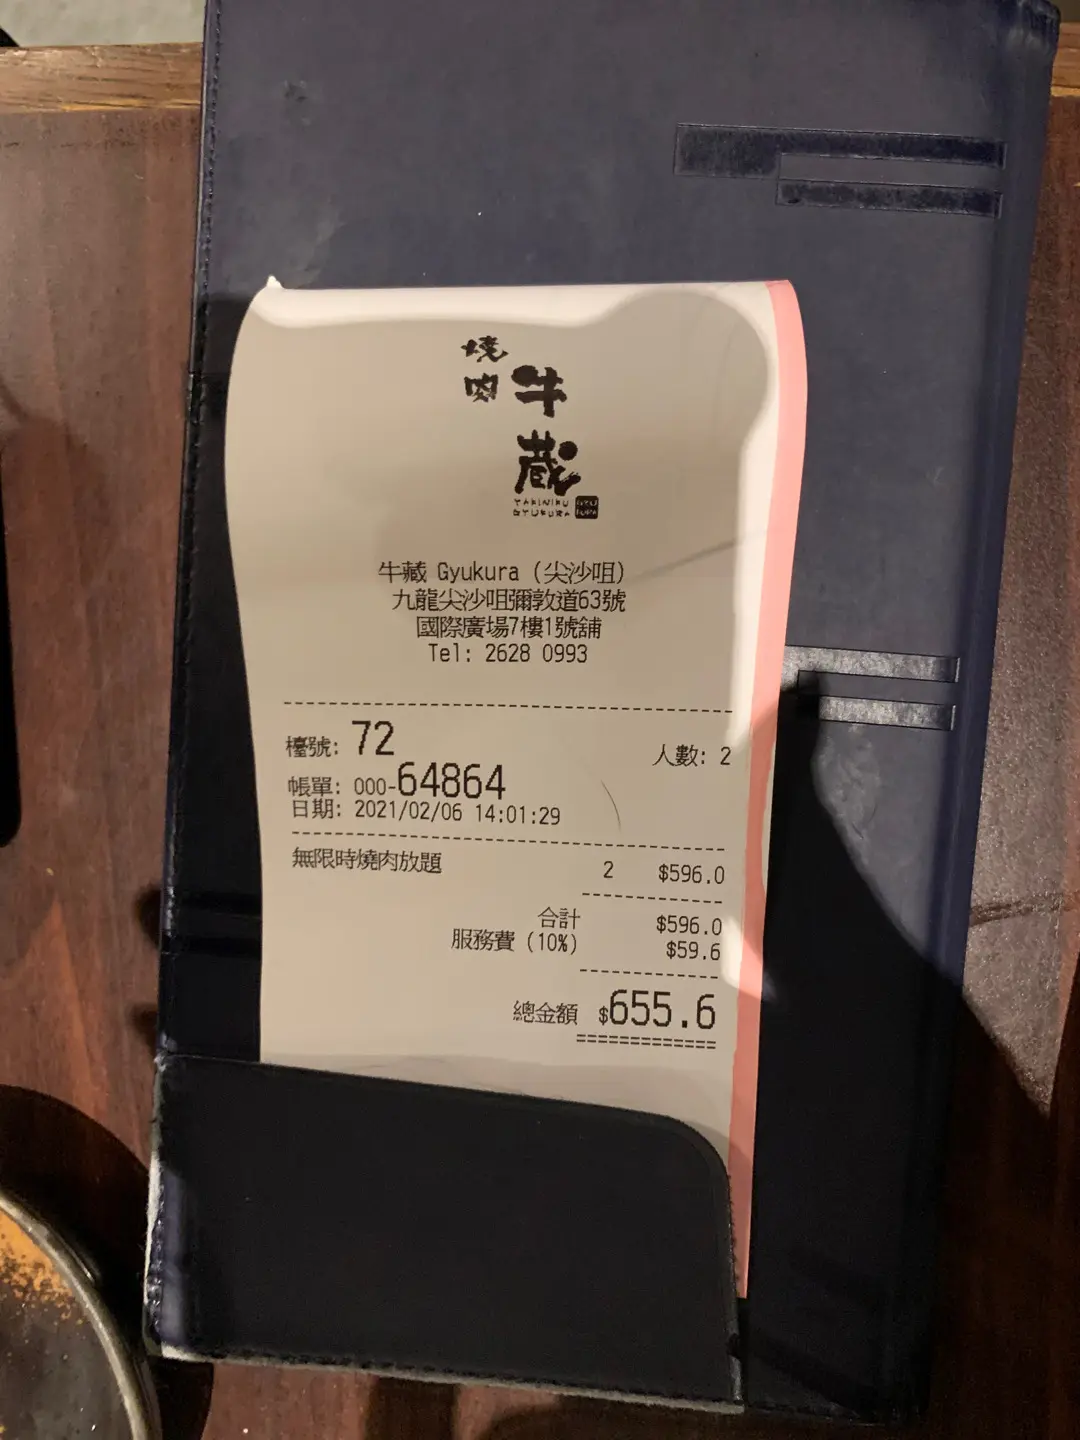 燒肉
牛藏
YAKINIKU
GYUKURA
牛藏 Gyukura (尖沙咀)
九龍尖沙咀彌敦道63號
國際廣場7樓1號舖
Tel: 2628 0993
檯號: 72 人數: 2
帳單: 000-64864
日期: 2021/02/06 14:01:29
無限時燒肉放題 2 $596.0
合計 $596.0
服務費 (10%) $59.6
總金額 $655.6